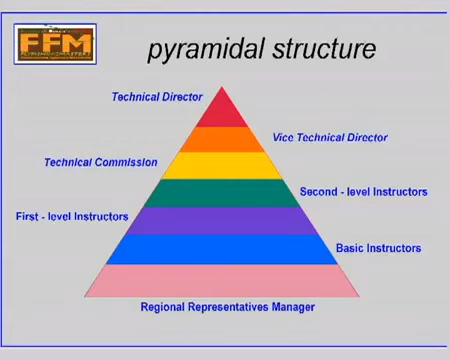 FFM
pyramidal structure
Technical Director
Vice Technical Director
Technical Commission
Second - level Instructors
First - level Instructors
Basic Instructors
Regional Representatives Manager